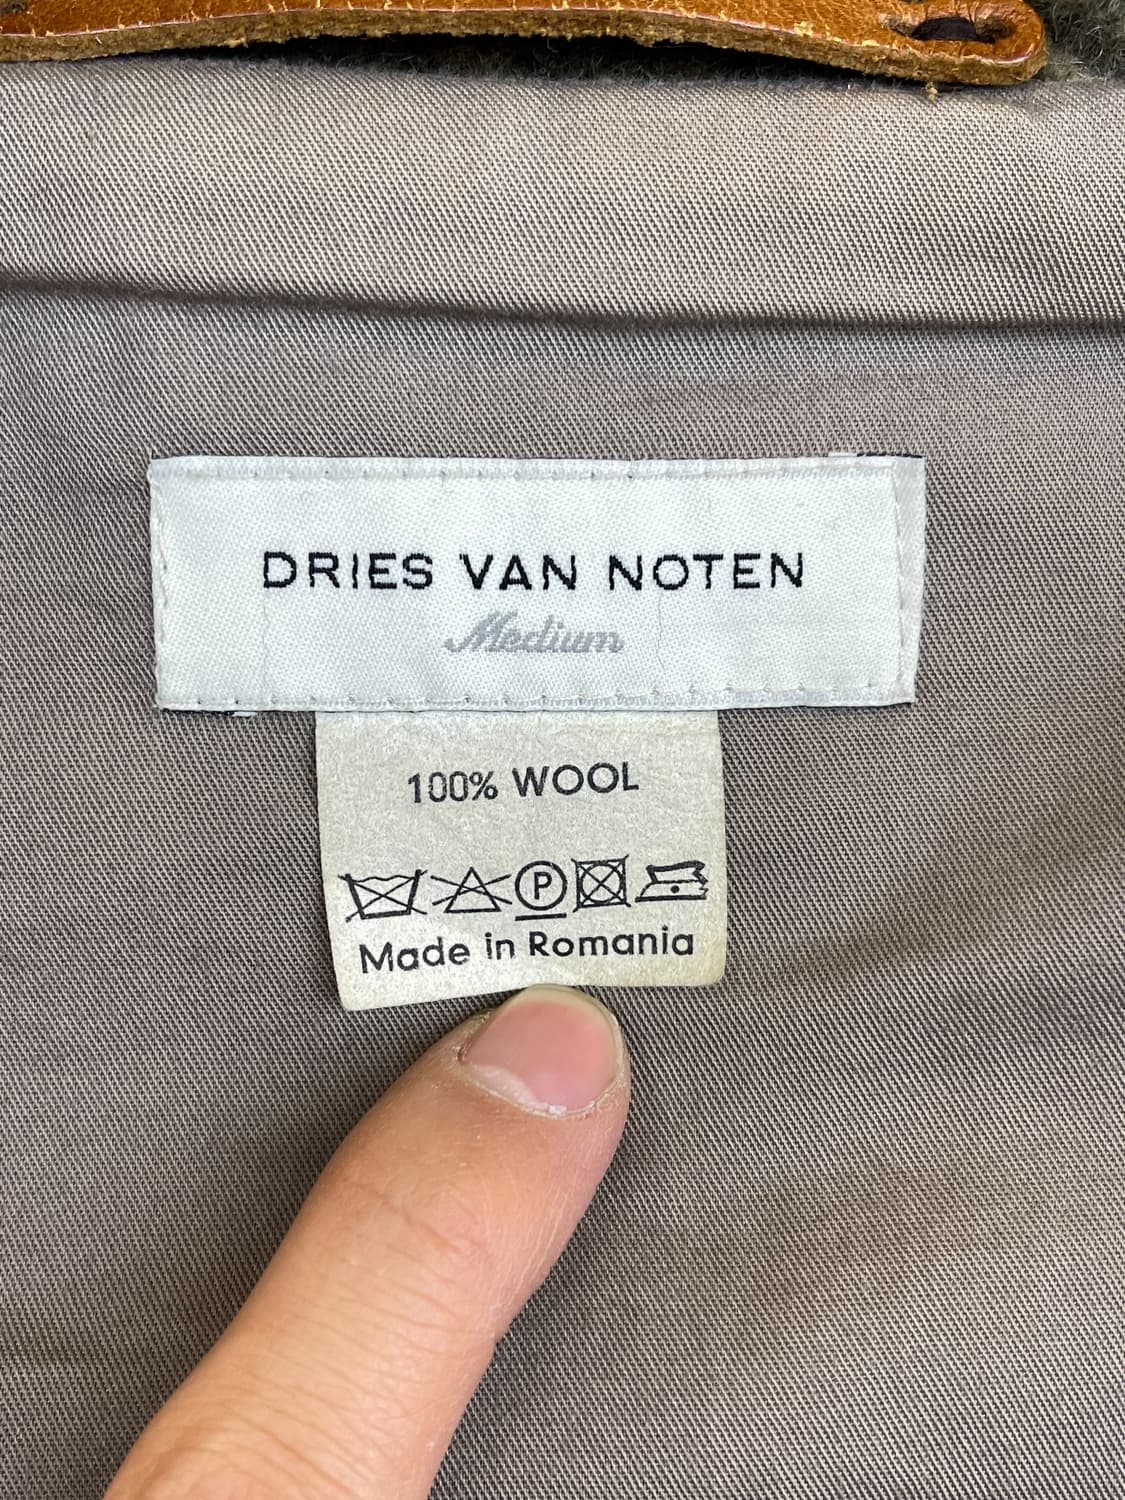 DRIES VAN NOTEN
Medium
100% WOOL
P
Made in Romania